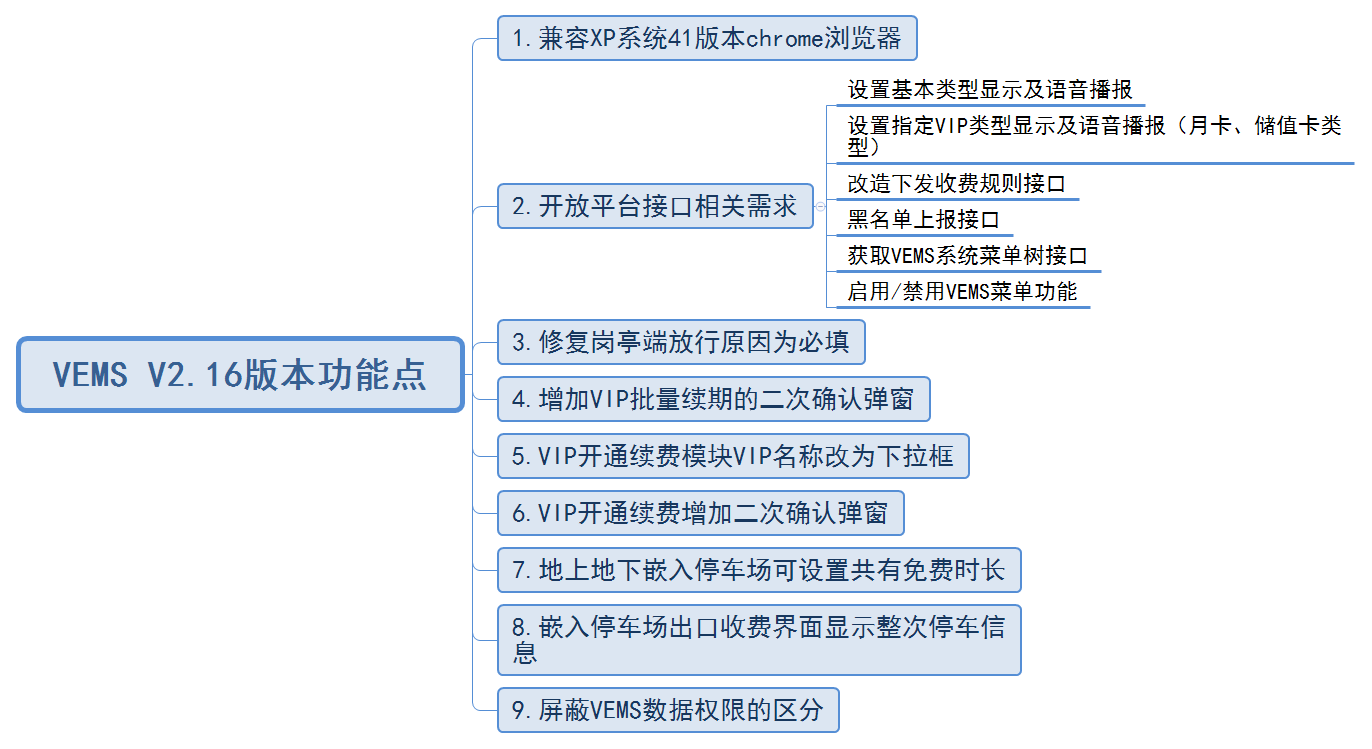 VEMS V2.16版本功能点
1.兼容XP系统41版本chrome浏览器
2.开放平台接口相关需求
设置基本类型显示及语音播报
设置指定VIP类型显示及语音播报（月卡、储值卡类
型）
改造下发收费规则接口
黑名单上报接口
获取VEMS系统菜单树接口
启用/禁用VEMS菜单功能
3.修复岗亭端放行原因为必填
4.增加VIP批量续期的二次确认弹窗
5.VIP开通续费模块VIP名称改为下拉框
6.VIP开通续费增加二次确认弹窗
7.地上地下嵌入停车场可设置共有免费时长
8.嵌入停车场出口收费界面显示整次停车信
息
9.屏蔽VEMS数据权限的区分